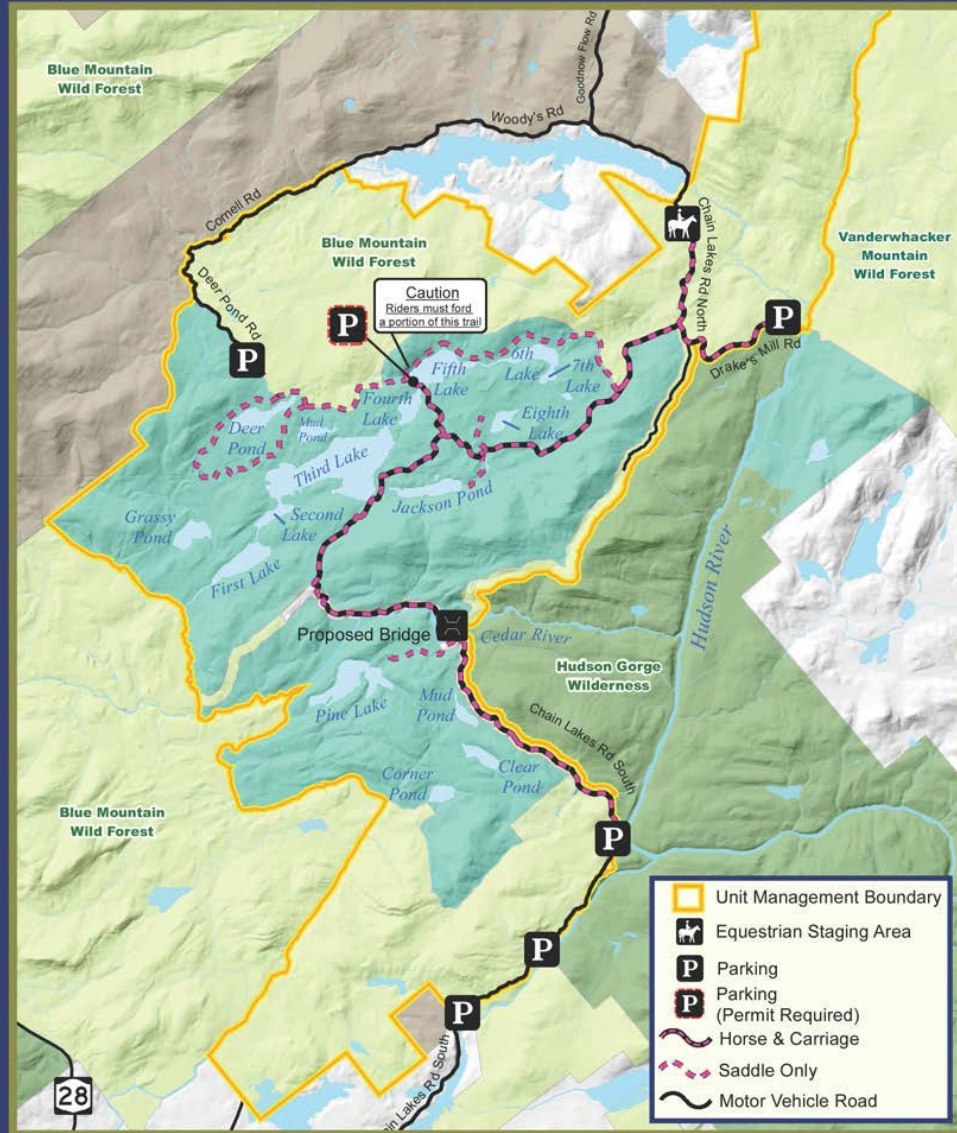 Blue Mountain
Wild Forest
Goodnow Flow Rd
Woody's Rd
Cornell Rd
Chain Lakes Rd North
Blue Mountain
Wild Forest
Vanderwhacker
Mountain
Wild Forest
Deer Pond Rd
Caution
Riders must ford
a portion of this trail
P
P
P
Drake's Mill Rd
Fifth
Lake
6th
Lake
7th
Lake
Fourth
Lake
Deer
Pond
Mud
Pond
Eighth
Lake
Third Lake
Jackson Pond
Grassy
Pond
Second
Lake
First Lake
Hudson River
Proposed Bridge
Cedar River
Hudson Gorge
Wilderness
Pine Lake
Mud
Pond
Chain Lakes Rd South
Clear
Pond
Corner
Pond
Blue Mountain
Wild Forest
P
P
P
ain Lakes Rd South
28
Unit Management Boundary
Equestrian Staging Area
P
Parking
P
Parking
(Permit Required)
Horse & Carriage
Saddle Only
Motor Vehicle Road